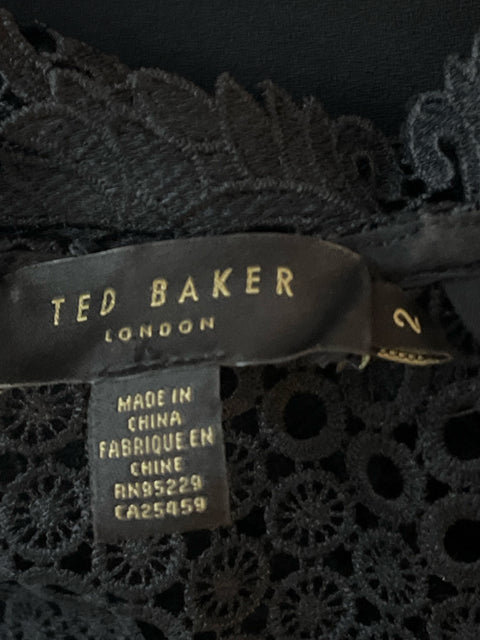 TED BAKER
LONDON
2
MADE IN
CHINA
FABRIQUE EN
CHINE
RN95229
CA25459